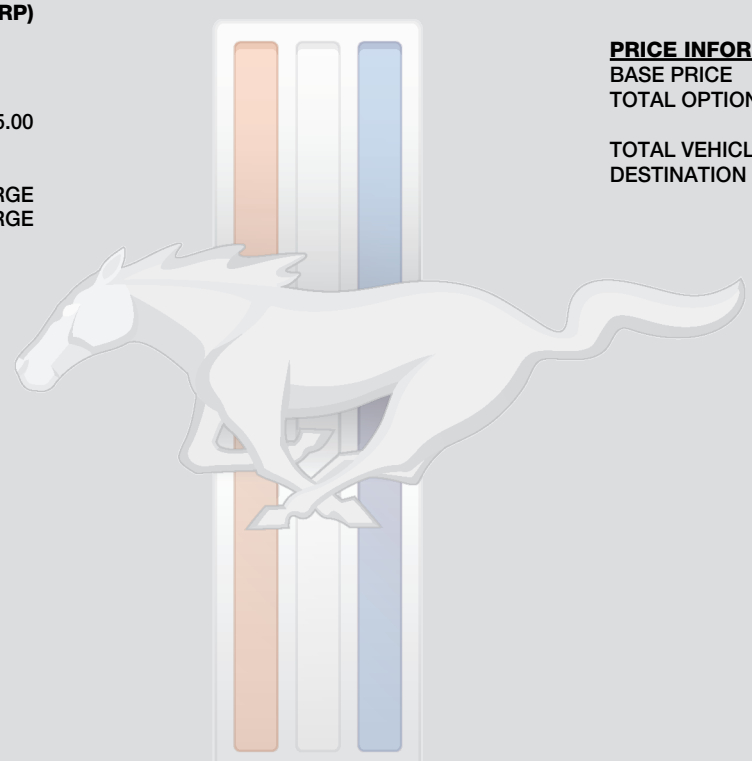 RP)
5.00
RGE
RGE
PRICE INFOR
BASE PRICE
TOTAL OPTION
TOTAL VEHICL
DESTINATION